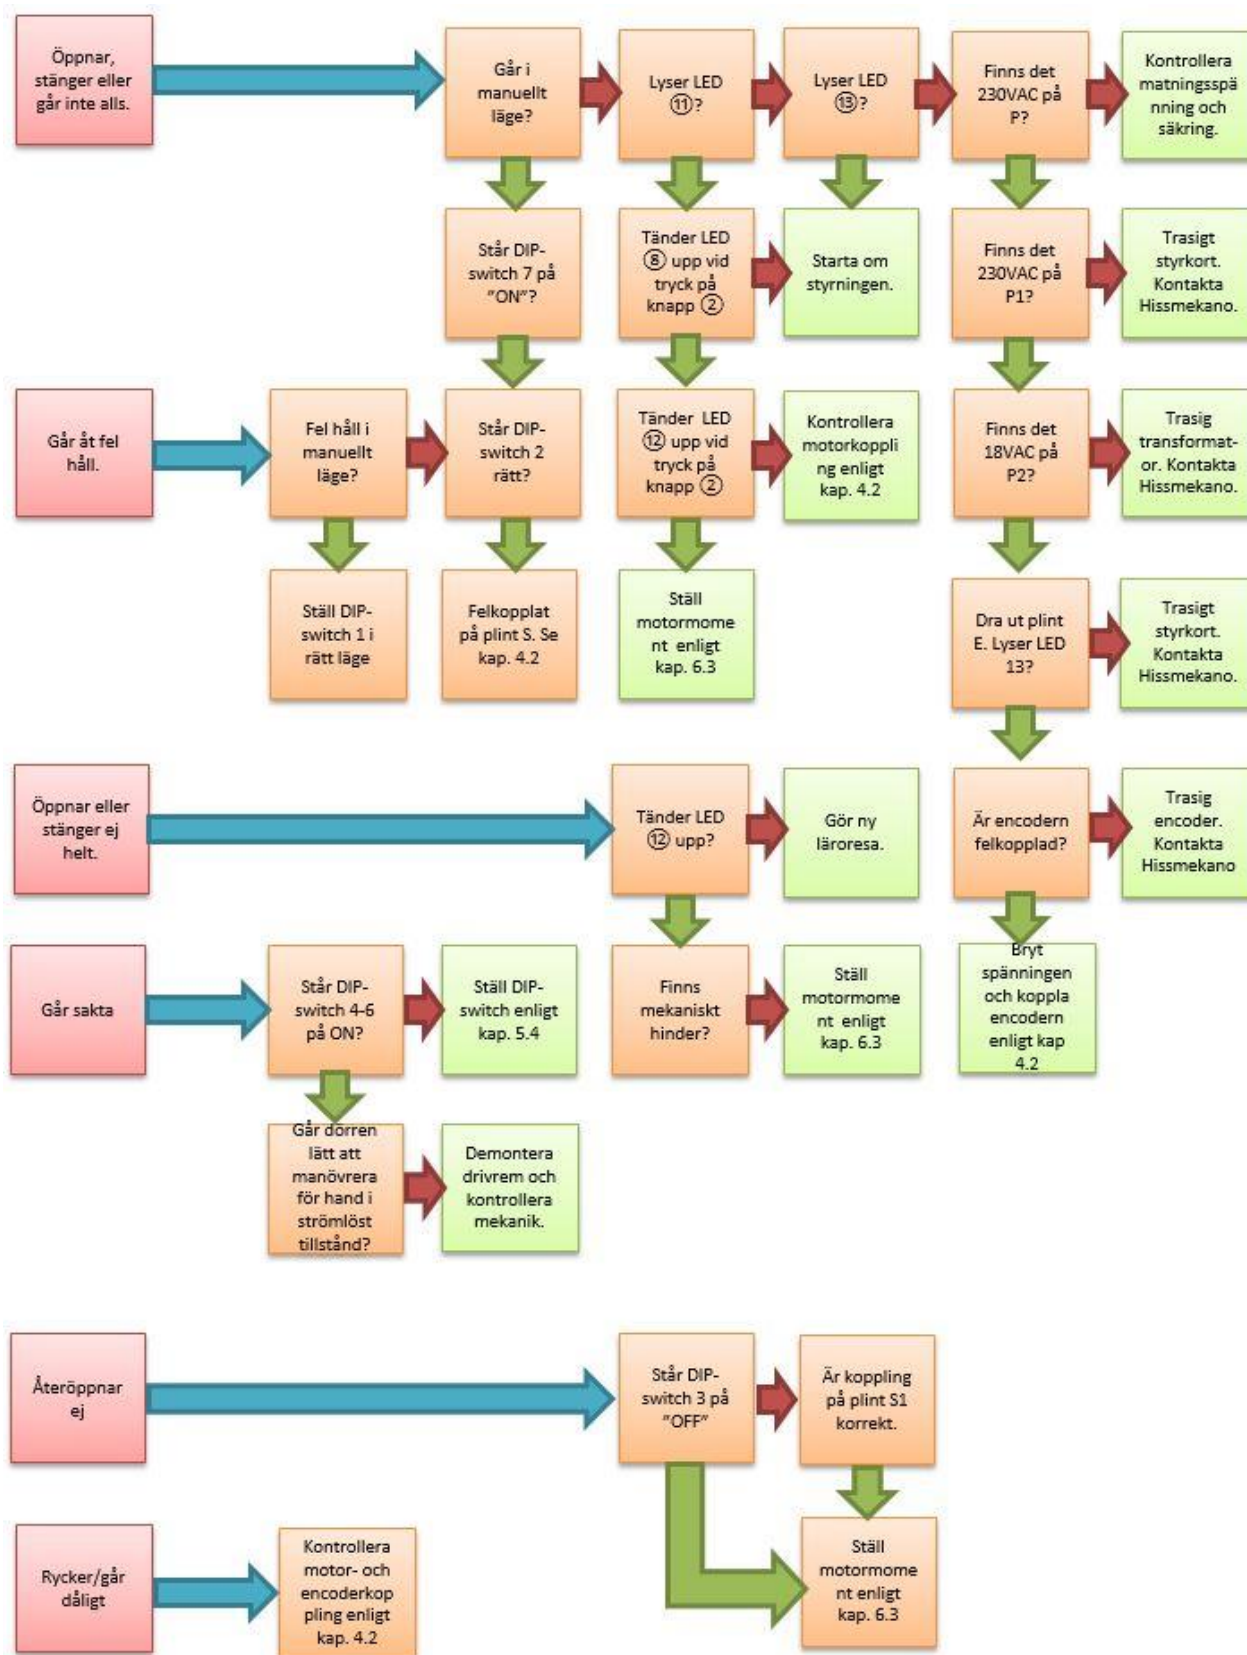 Öppnar,
stänger eller
går inte alls.
Går i
manuellt
läge?
Lyser LED
⑪?
Lyser LED
⑬?
Finns det
230VAC på
P?
Kontrollera
matningsspä
nning och
säkring.
Står DIP-
switch 7 på
”ON”?
Tänder LED
⑧ upp vid
tryck på
knapp ②
Starta om
styrningen.
Finns det
230VAC på
P1?
Trasigt
styrkort.
Kontakta
Hissmekano.
Går åt fel
håll.
Fel håll i
manuellt
läge?
Står DIP-
switch 2
rätt?
Tänder LED
⑫ upp vid
tryck på
knapp ②
Kontrollera
motorkoppli
ng enligt
kap. 4.2
Finns det
18VAC på
P2?
Trasig
transformat-
or. Kontakta
Hissmekano.
Ställ DIP-
switch 1 i
rätt läge
Felkopplat
på plint S. Se
kap. 4.2
Ställ
motormome
nt enligt
kap. 6.3
Dra ut plint
E. Lyser LED
13?
Trasigt
styrkort.
Kontakta
Hissmekano.
Öppnar eller
stänger ej
helt.
Tänder LED
⑫ upp?
Gör ny
läroresa.
Är encodern
felkopplad?
Trasig
encoder.
Kontakta
Hissmekano
Går sakta
Står DIP-
switch 4-6
på ON?
Ställ DIP-
switch enligt
kap. 5.4
Finns
mekaniskt
hinder?
Ställ
motormome
nt enligt
kap. 6.3
Bryt
spänningen
och koppla
encodern
enligt kap
4.2
Går dörren
lätt att
manövrera
för hand i
strömlöst
tillstånd?
Demontera
drivrem och
kontrollera
mekanik.
Återöppnar
ej
Står DIP-
switch 3 på
”OFF”
Är koppling
på plint S1
korrekt.
Rycker/går
dåligt
Kontrollera
motor- och
encoderkop
pling enligt
kap. 4.2
Ställ
motormome
nt enligt
kap. 6.3